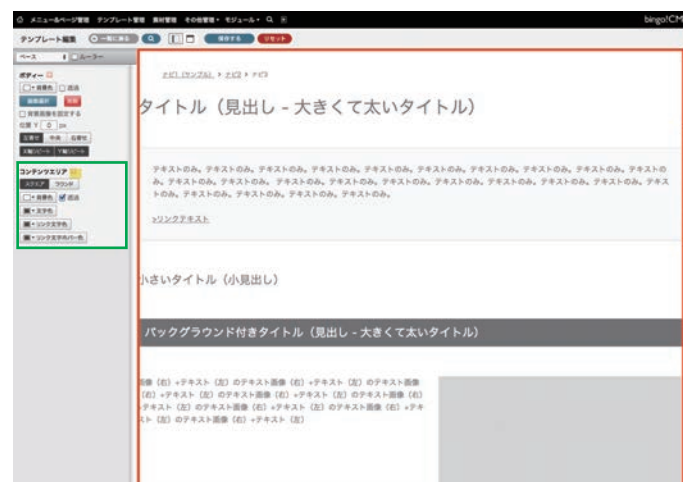 メニュー&ページ管理 テンプレート管理 素材管理 その他管理 モジュール bingo!CM
テンプレート編集 一覧に戻る 保存する リセット
ベース ルーラー
ボディー
背景色 透過
画像選択 削除
背景画像を固定する
位置 Y 0 px
左寄せ 中央 右寄せ
X軸リピート Y軸リピート
コンテンツエリア
スクエア ラウンド
背景色 透過
文字色
リンク文字色
リンク文字ホバー色
ナビ1 (サンプル) ナビ2 ナビ3
タイトル（見出し - 大きくて太いタイトル）
テキストのみ。テキストのみ。テキストのみ。テキストのみ。テキストのみ。テキストのみ。テキストのみ。テキストのみ。テキストの
み。テキストのみ。テキストのみ。 テキストのみ。テキストのみ。テキストのみ。テキストのみ。テキストのみ。テキストのみ。テキス
トのみ。テキストのみ。テキストのみ。テキストのみ。テキストのみ。
>リンクテキスト
小さいタイトル（小見出し）
バックグラウンド付きタイトル（見出し - 大きくて太いタイトル）
画像（右）+テキスト（左）のテキスト画像（右）+テキスト（左）のテキスト画像
（右）+テキスト（左）のテキスト画像（右）+テキスト（左）のテキスト画像（右）
+テキスト（左）のテキスト画像（右）+テキスト（左）のテキスト画像（右）+テキ
スト（左）のテキスト画像（右）+テキスト（左）